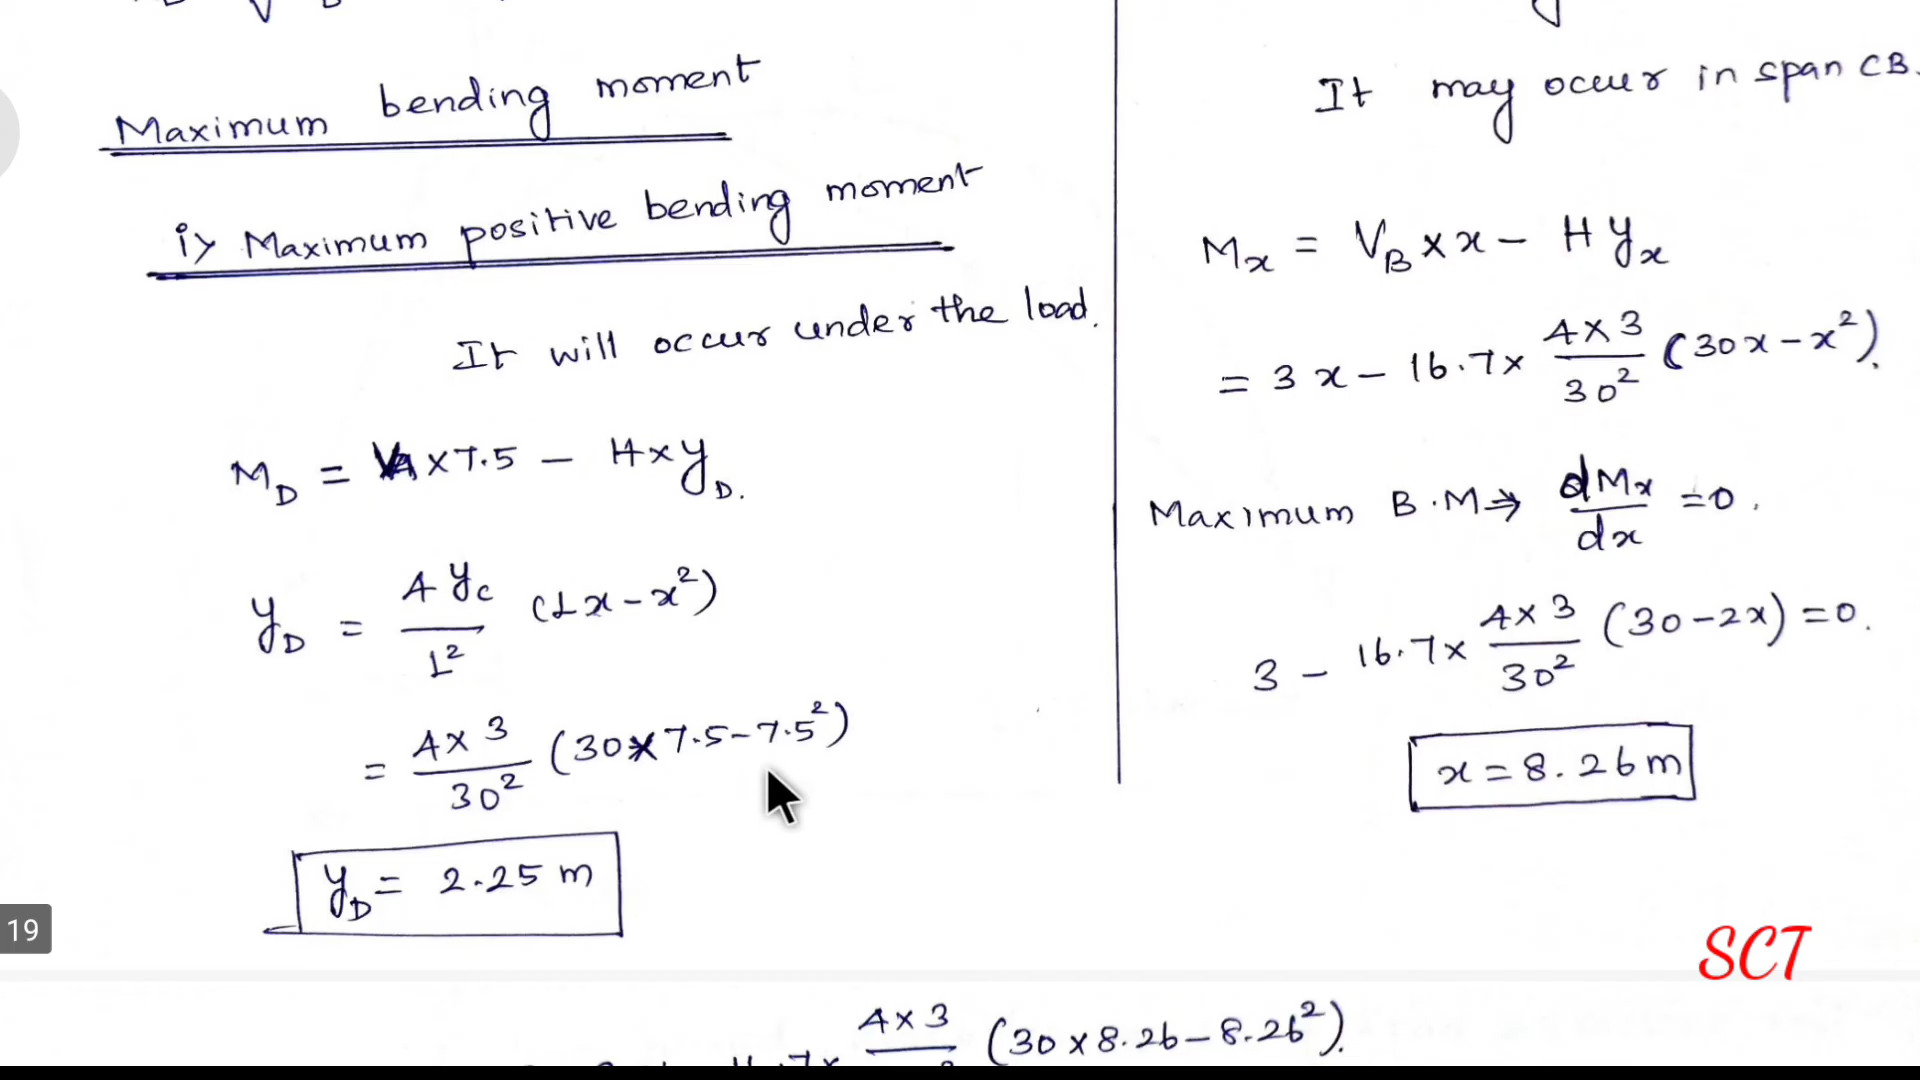 Maximum bending moment
i) Maximum positive bending moment
It will occur under the load.
M_D = VA × 7.5 – H × y_D.
y_D = 4 y_c / L² (Lx – x²)
= 4 × 3 / 30² (30 × 7.5 – 7.5²)
y_D = 2.25 m
19
It may occur in span CB.
M_x = V_B × x – H y_x
= 3x – 16.7 × 4 × 3 / 30² (30x – x²).
Maximum B.M ⇒ dM_x / dx = 0.
3 – 16.7 × 4 × 3 / 30² (30 – 2x) = 0.
x = 8.26 m
SCT
4 × 3 (30 × 8.26 – 8.26²).